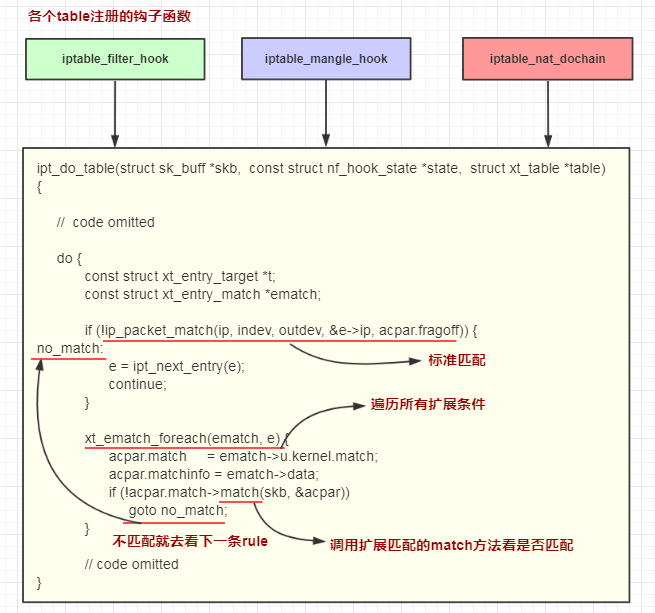 各个table注册的钩子函数
iptable_filter_hook
iptable_mangle_hook
iptable_nat_dochain
ipt_do_table(struct sk_buff *skb, const struct nf_hook_state *state, struct xt_table *table)
{
// code omitted
do {
const struct xt_entry_target *t;
const struct xt_entry_match *ematch;
if (!ip_packet_match(ip, indev, outdev, &e->ip, acpar.fragoff)) {
no_match:
标准匹配
e = ipt_next_entry(e);
continue;
}
遍历所有扩展条件
xt_ematch_foreach(ematch, e) {
acpar.match = ematch->u.kernel.match;
acpar.matchinfo = ematch->data;
if (!acpar.match->match(skb, &acpar))
goto no_match;
}
不匹配就去看下一条rule
调用扩展匹配的match方法看是否匹配
// code omitted
}